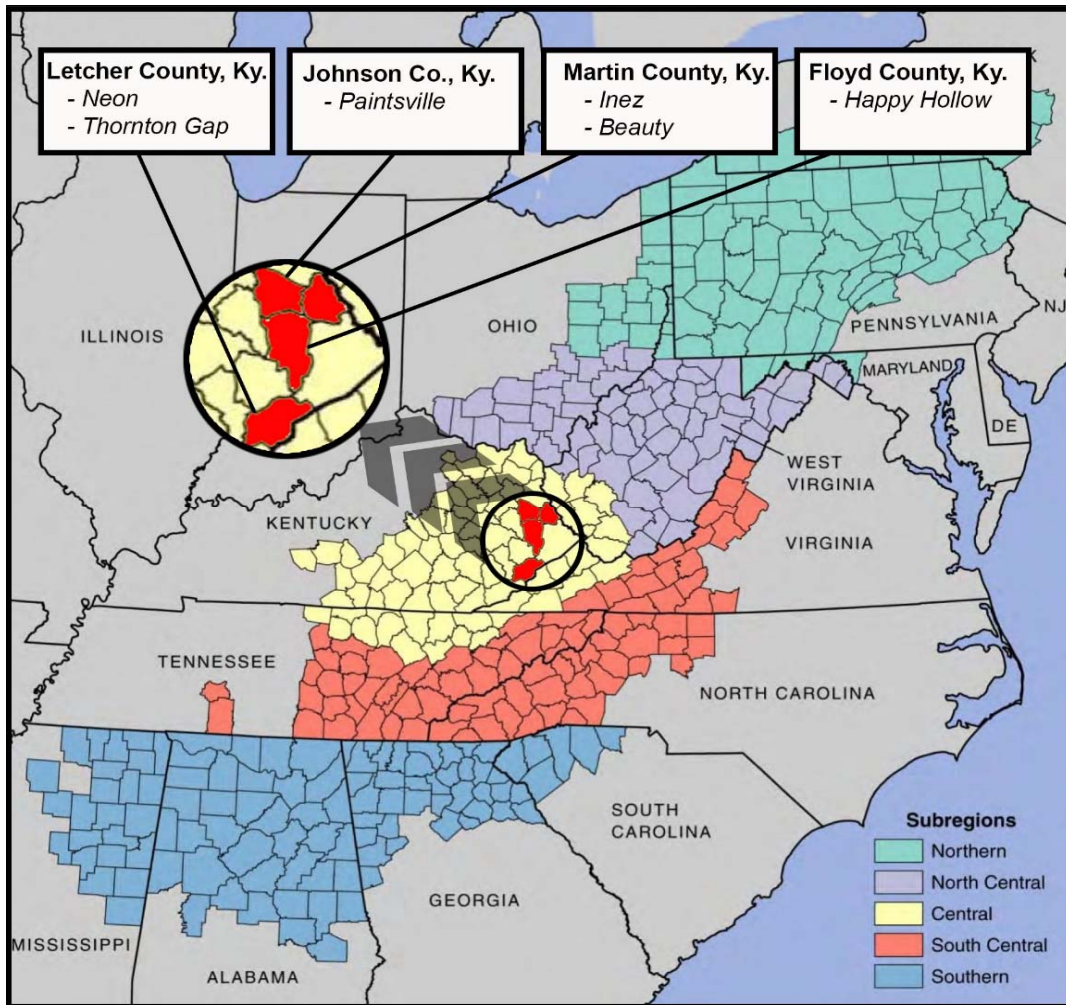 Letcher County, Ky.
- Neon
- Thornton Gap
Johnson Co., Ky.
- Paintsville
Martin County, Ky.
- Inez
- Beauty
Floyd County, Ky.
- Happy Hollow
ILLINOIS
OHIO
PENNSYLVANIA
NJ
MARYLAND
DE
WEST
VIRGINIA
KENTUCKY
VIRGINIA
TENNESSEE
NORTH CAROLINA
SOUTH
CAROLINA
GEORGIA
MISSISSIPPI
ALABAMA
Subregions
Northern
North Central
Central
South Central
Southern